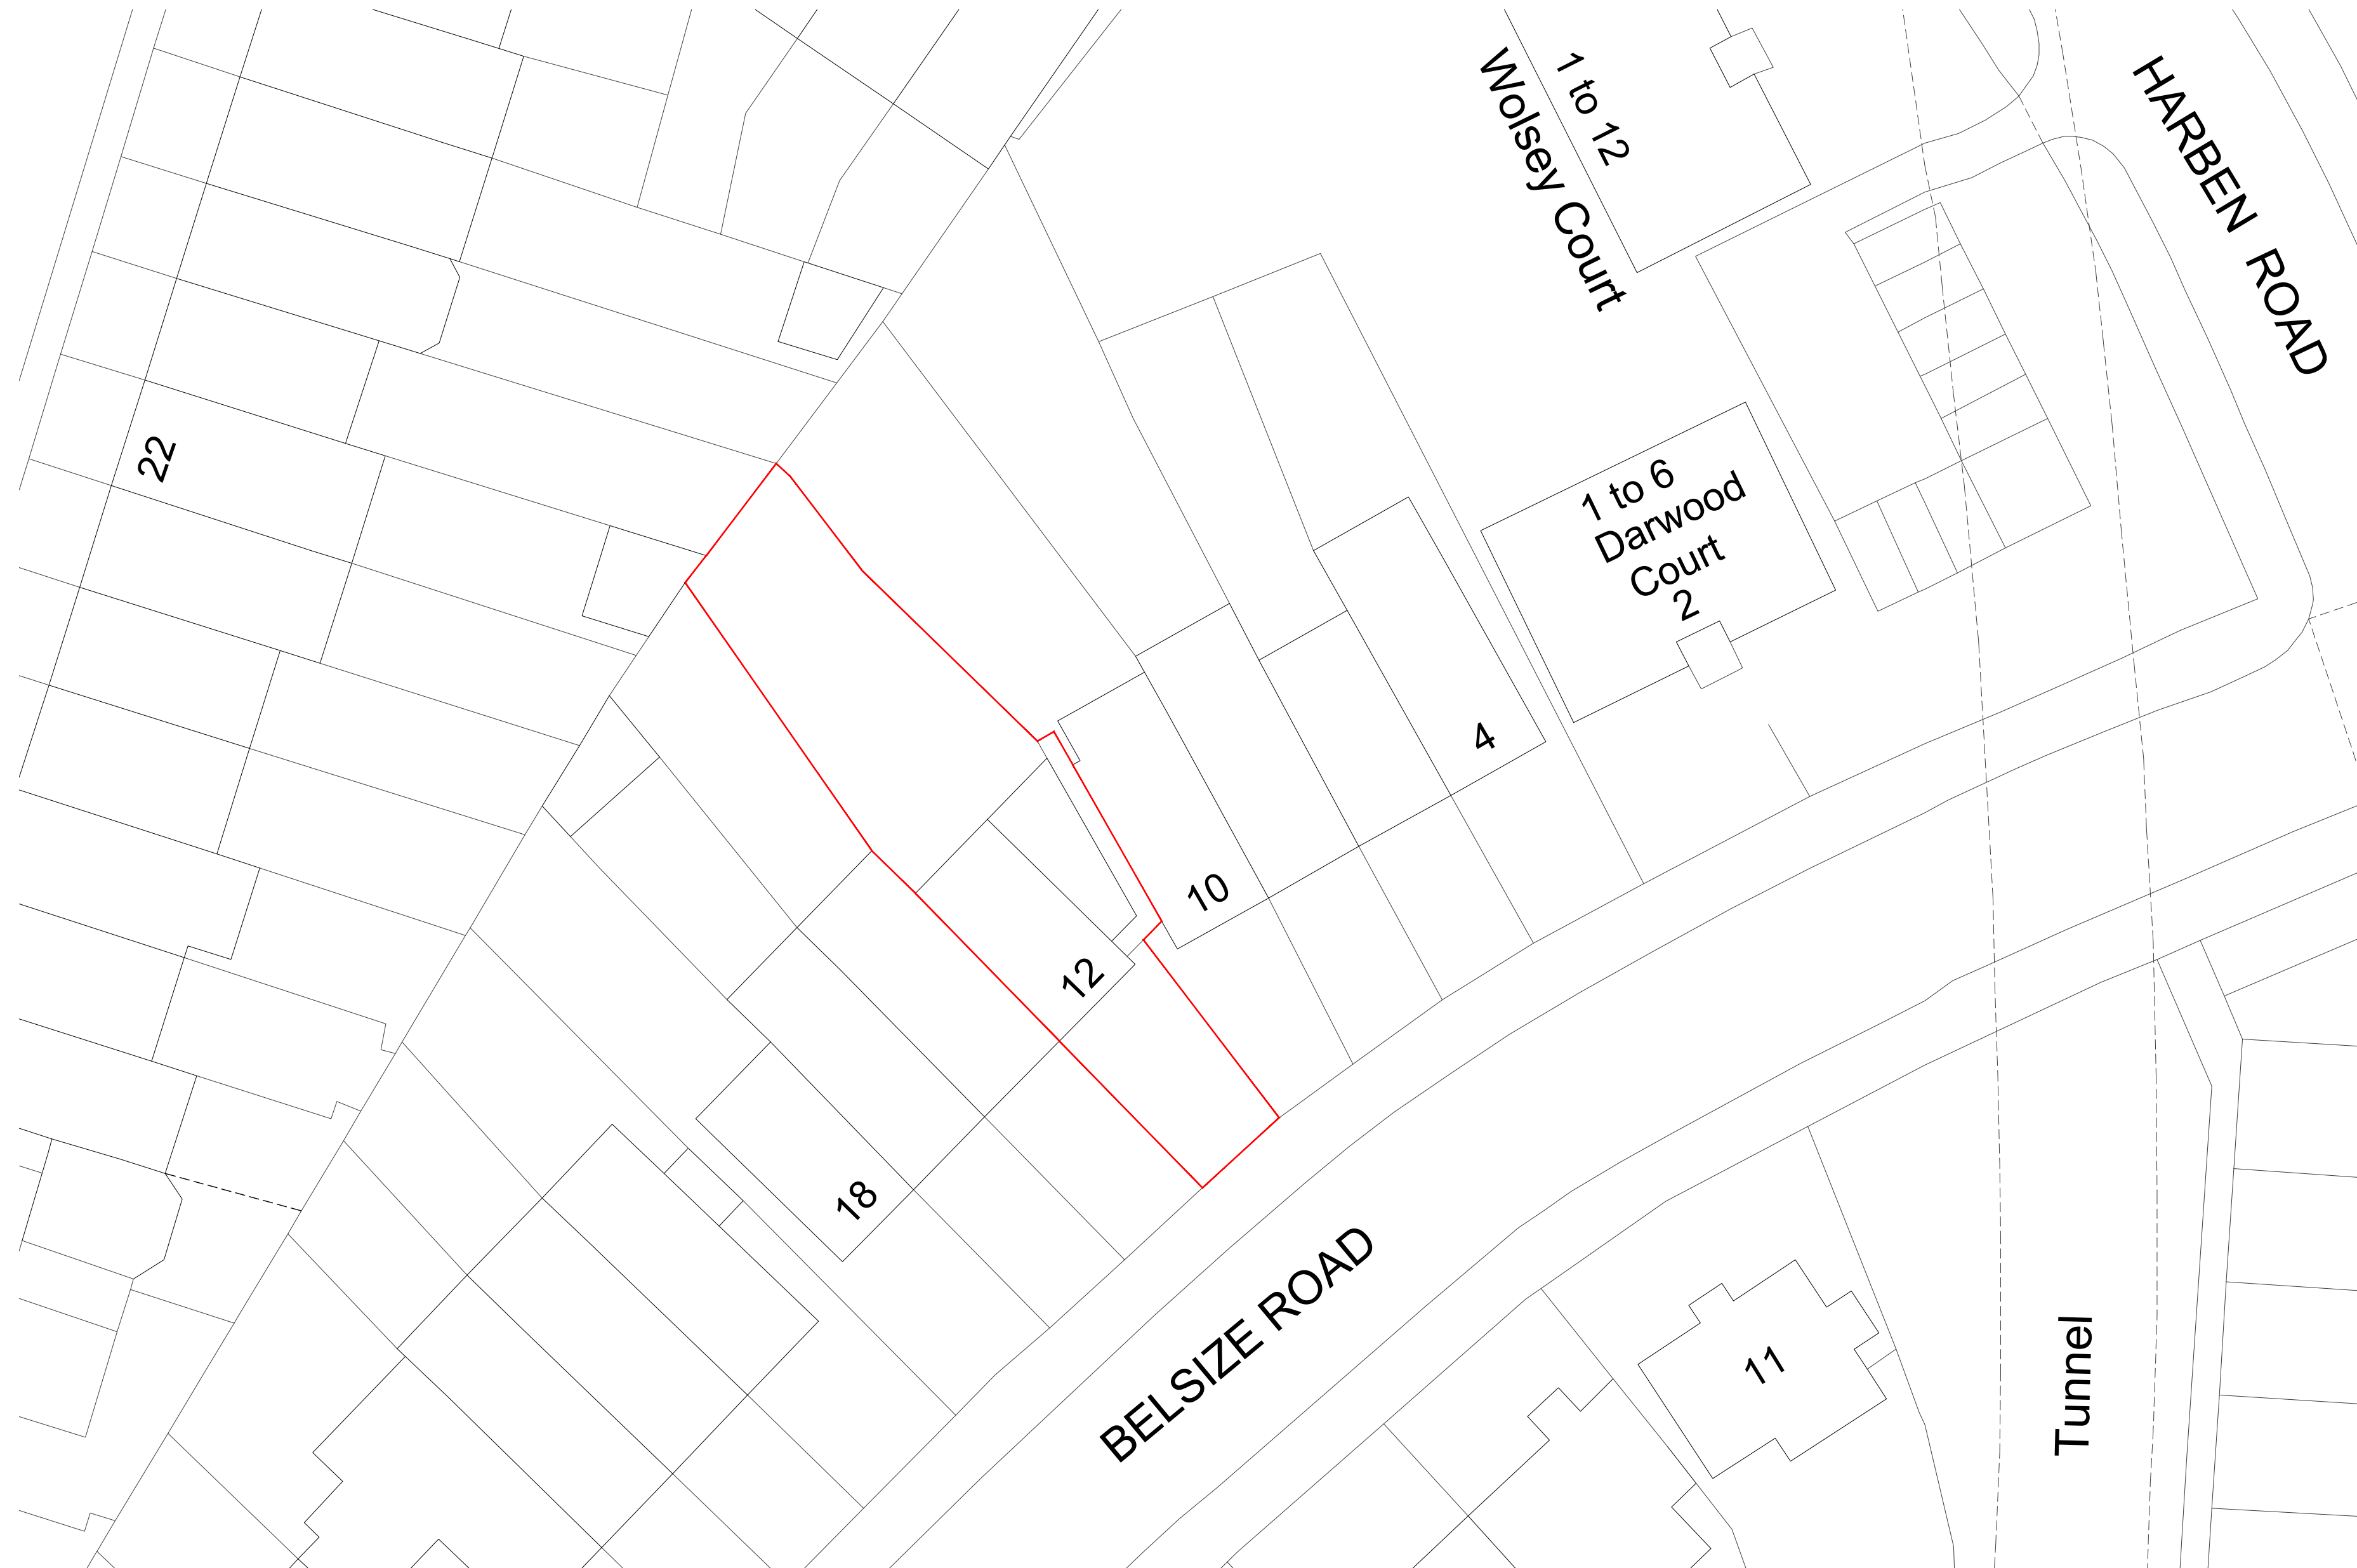 1 to 12
Wolsey Court
HARBEN ROAD
22
1 to 6
Darwood
Court
2
4
10
12
18
BELSIZE ROAD
11
Tunnel